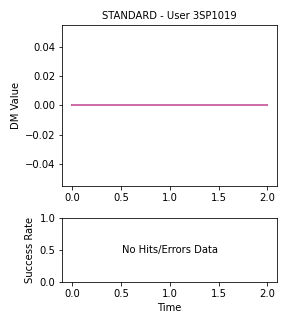 STANDARD - User 3SP1019
DM Value
0.04
0.02
0.00
−0.02
−0.04
0.0 0.5 1.0 1.5 2.0
Success Rate
1.0
0.5
0.0
No Hits/Errors Data
0.0 0.5 1.0 1.5 2.0
Time